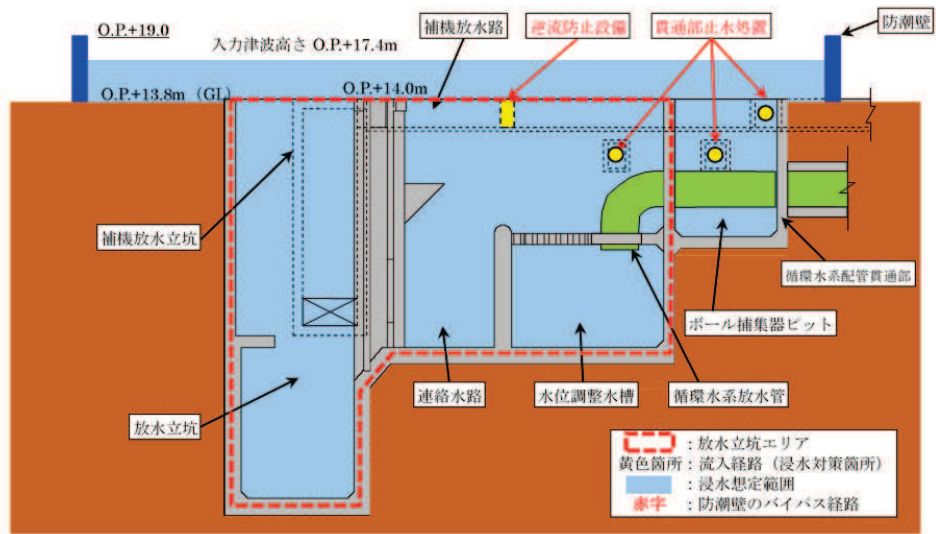 O.P.+19.0
補機放水路
逆流防止設備
貫通部止水処置
防潮壁
入力津波高さ O.P.+17.4m
O.P.+13.8m (GL)
O.P.+14.0m
補機放水立坑
循環水系配管貫通部
ボール捕集器ピット
放水立坑
連絡水路
水位調整水槽
循環水系放水管
：放水立坑エリア
黄色箇所：流入経路（浸水対策箇所）
：浸水想定範囲
赤字：防潮壁のバイパス経路